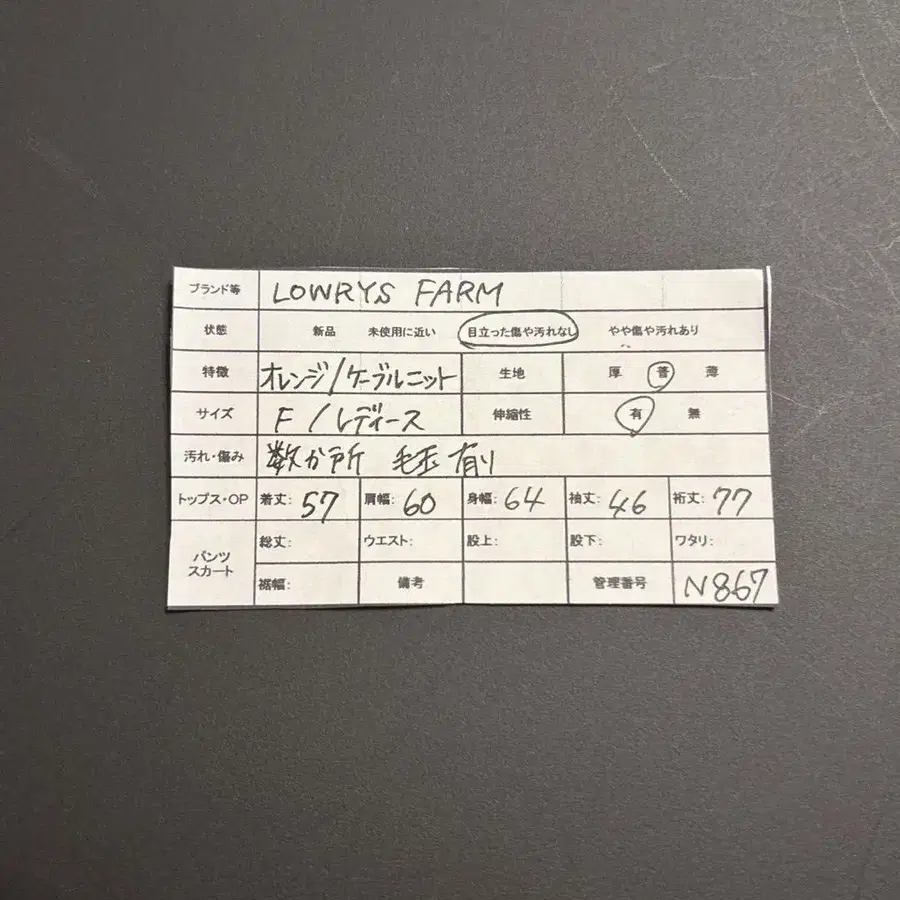 ブランド等 LOWRYS FARM
状態 新品 未使用に近い 目立った傷や汚れなし やや傷や汚れあり
特徴 オレンジ/ケーブルニット 生地 厚 普 薄
サイズ F / レディース 伸縮性 有 無
汚れ・傷み 数か所 毛玉有り
トップス・OP 着丈: 57 肩幅: 60 身幅: 64 袖丈: 46 裄丈: 77
パンツ スカート 総丈: ウエスト: 股上: 股下: ワタリ:
裾幅: 備考 管理番号 N867